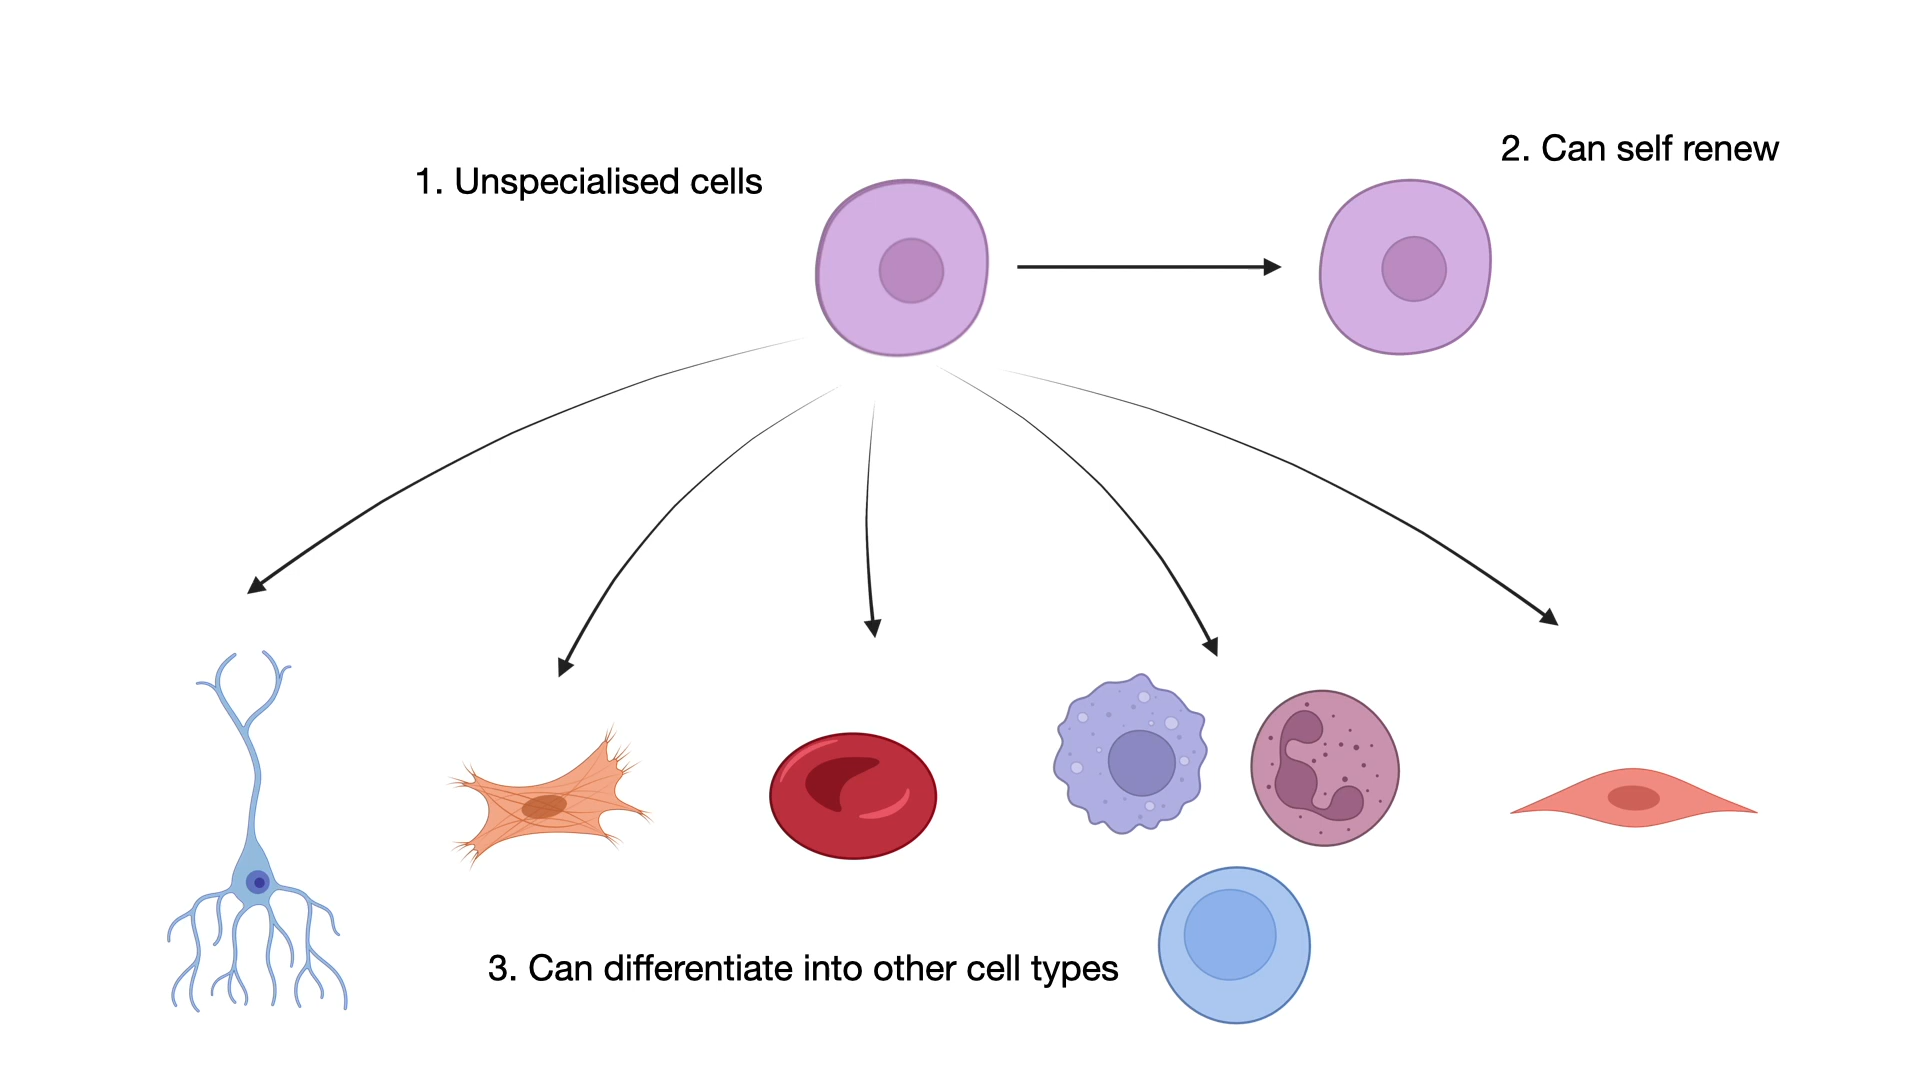 1. Unspecialised cells
2. Can self renew
3. Can differentiate into other cell types